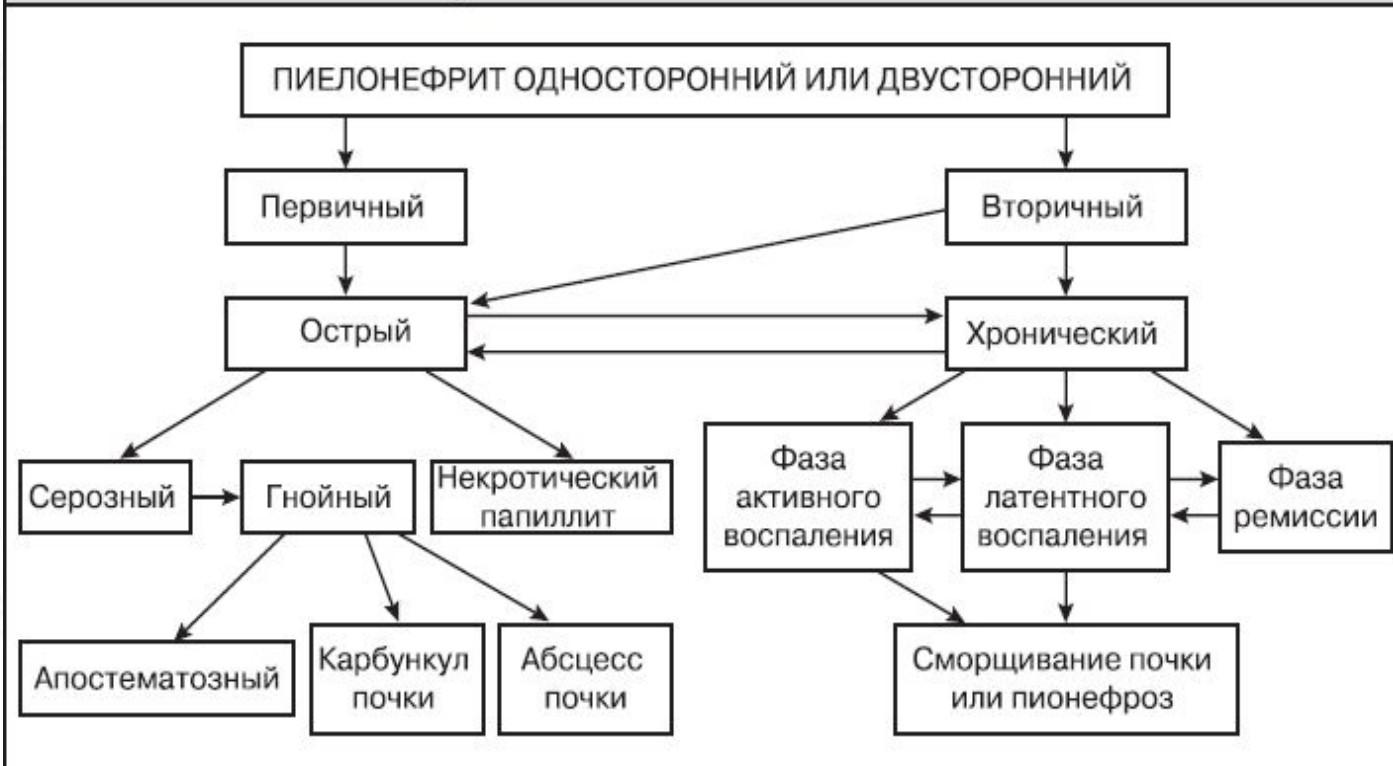 ПИЕЛОНЕФРИТ ОДНОСТОРОННИЙ ИЛИ ДВУСТОРОННИЙ
Первичный
Вторичный
Острый
Хронический
Серозный
Гнойный
Некротический
папиллит
Фаза
активного
воспаления
Фаза
латентного
воспаления
Фаза
ремиссии
Апостематозный
Карбункул
почки
Абсцесс
почки
Сморщивание почки
или пионефроз